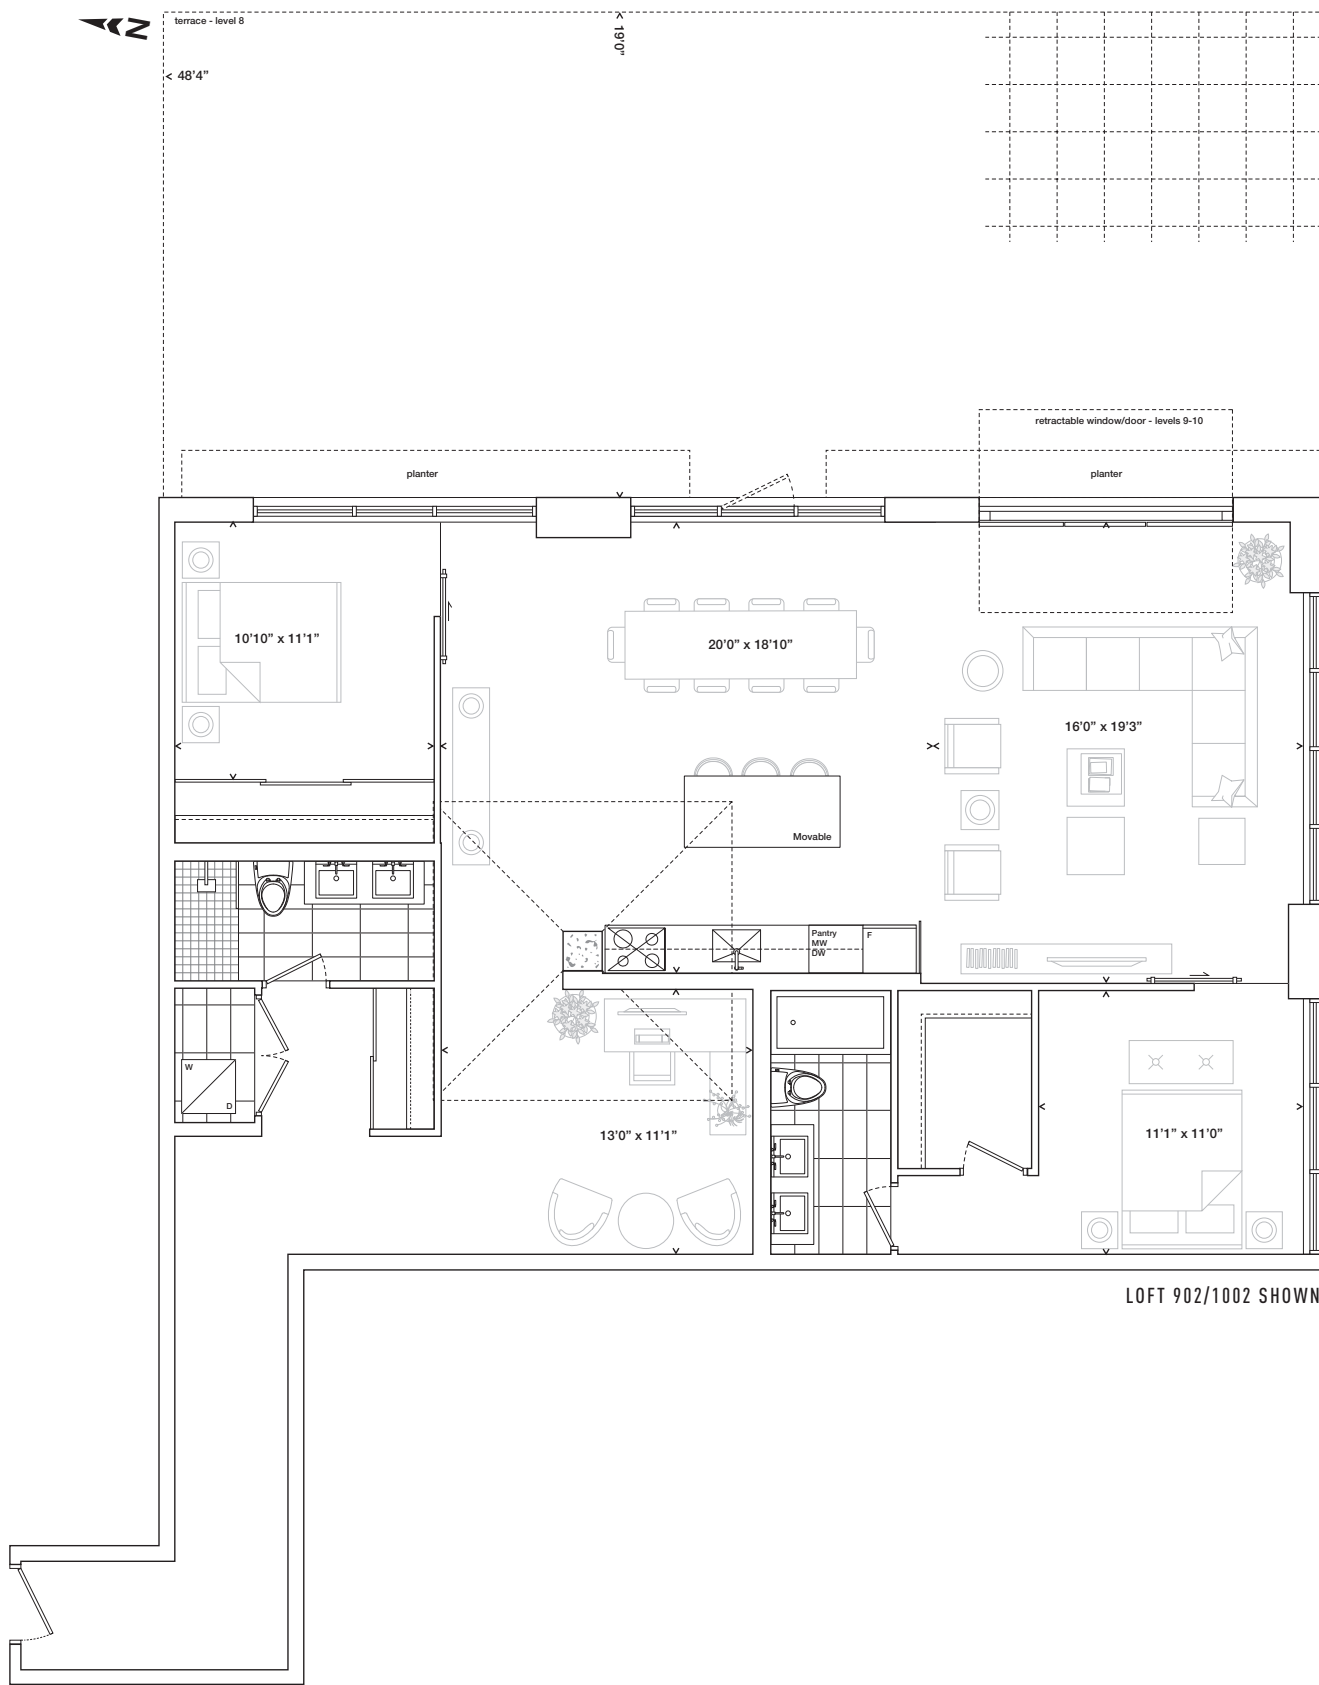 N
terrace - level 8
19'0"
< 48'4"
retractable window/door - levels 9-10
planter
planter
10'10" x 11'1"
20'0" x 18'10"
16'0" x 19'3"
Movable
Pantry
MW
DW
F
W
D
13'0" x 11'1"
11'1" x 11'0"
LOFT 902/1002 SHOWN